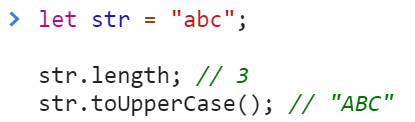 let str = "abc";
str.length; // 3
str.toUpperCase(); // "ABC"